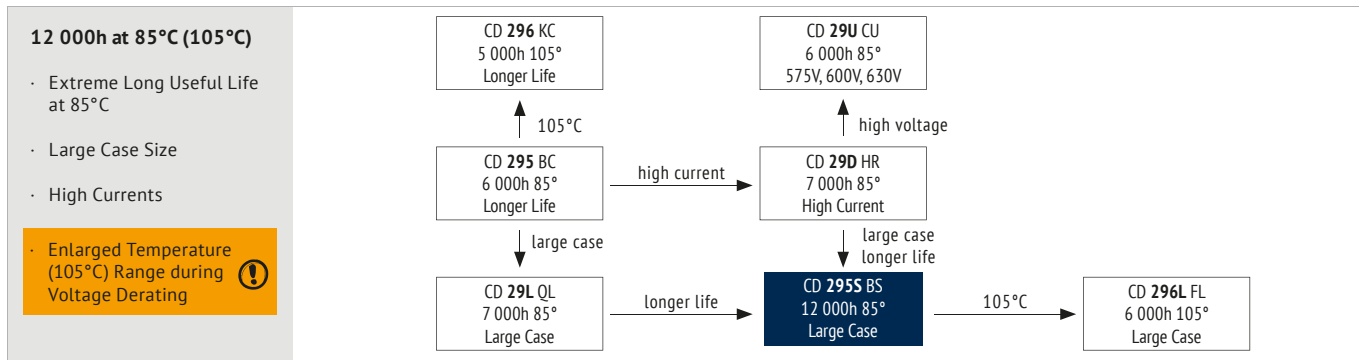 12 000h at 85°C (105°C)
· Extreme Long Useful Life
at 85°C
· Large Case Size
· High Currents
· Enlarged Temperature
(105°C) Range during
Voltage Derating
CD 296 KC
5 000h 105°
Longer Life
CD 29U CU
6 000h 85°
575V, 600V, 630V
105°C
high voltage
CD 295 BC
6 000h 85°
Longer Life
high current
CD 29D HR
7 000h 85°
High Current
large case
large case
longer life
CD 29L QL
7 000h 85°
Large Case
longer life
CD 295S BS
12 000h 85°
Large Case
105°C
CD 296L FL
6 000h 105°
Large Case